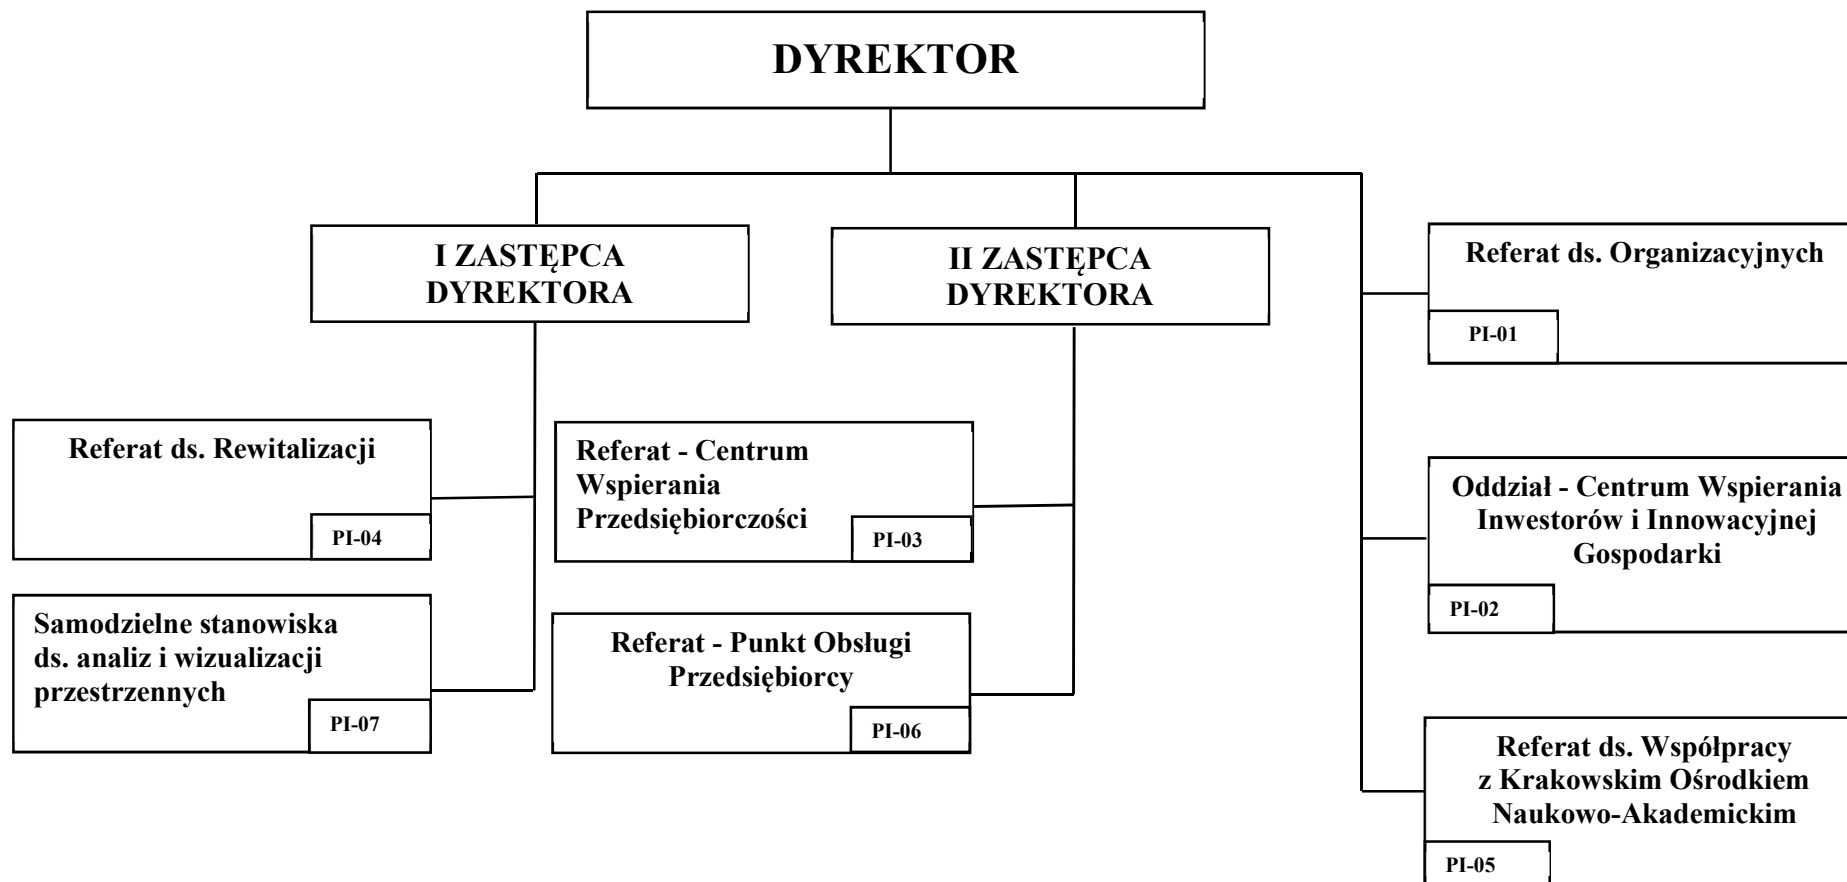 DYREKTOR
I ZASTĘPCA
DYREKTORA
II ZASTĘPCA
DYREKTORA
Referat ds. Organizacyjnych
PI-01
Referat ds. Rewitalizacji
PI-04
Referat - Centrum
Wspierania
Przedsiębiorczości
PI-03
Oddział - Centrum Wspierania
Inwestorów i Innowacyjnej
Gospodarki
PI-02
Samodzielne stanowiska
ds. analiz i wizualizacji
przestrzennych
PI-07
Referat - Punkt Obsługi
Przedsiębiorcy
PI-06
Referat ds. Współpracy
z Krakowskim Ośrodkiem
Naukowo-Akademickim
PI-05